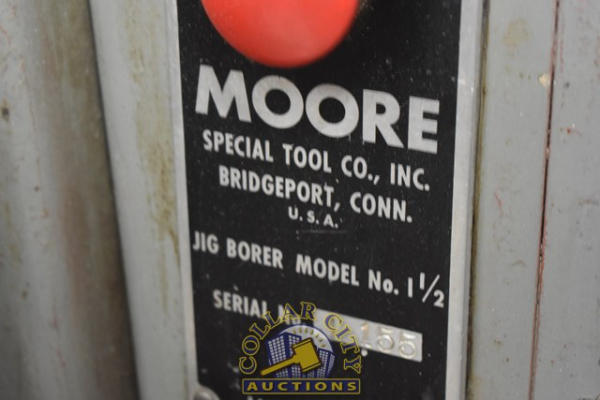 MOORE
SPECIAL TOOL CO., INC.
BRIDGEPORT, CONN.
U.S.A.
JIG BORER MODEL No. 1 1/2
SERIAL
COLLAR CITY
AUCTIONS